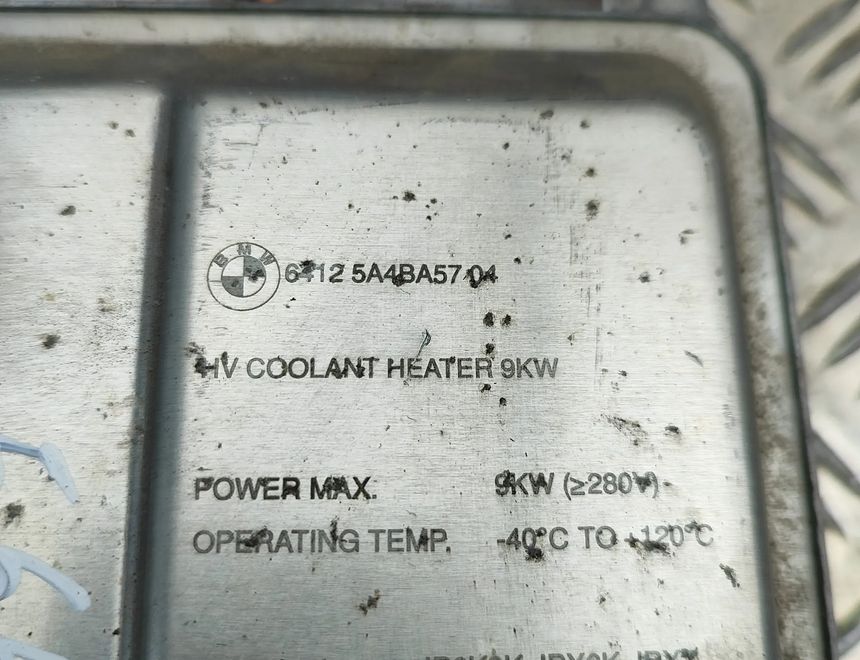 BMW 6412 5A4BA57 04
HV COOLANT HEATER 9KW
POWER MAX. 9KW (≥280V)
OPERATING TEMP. -40°C TO +120°C